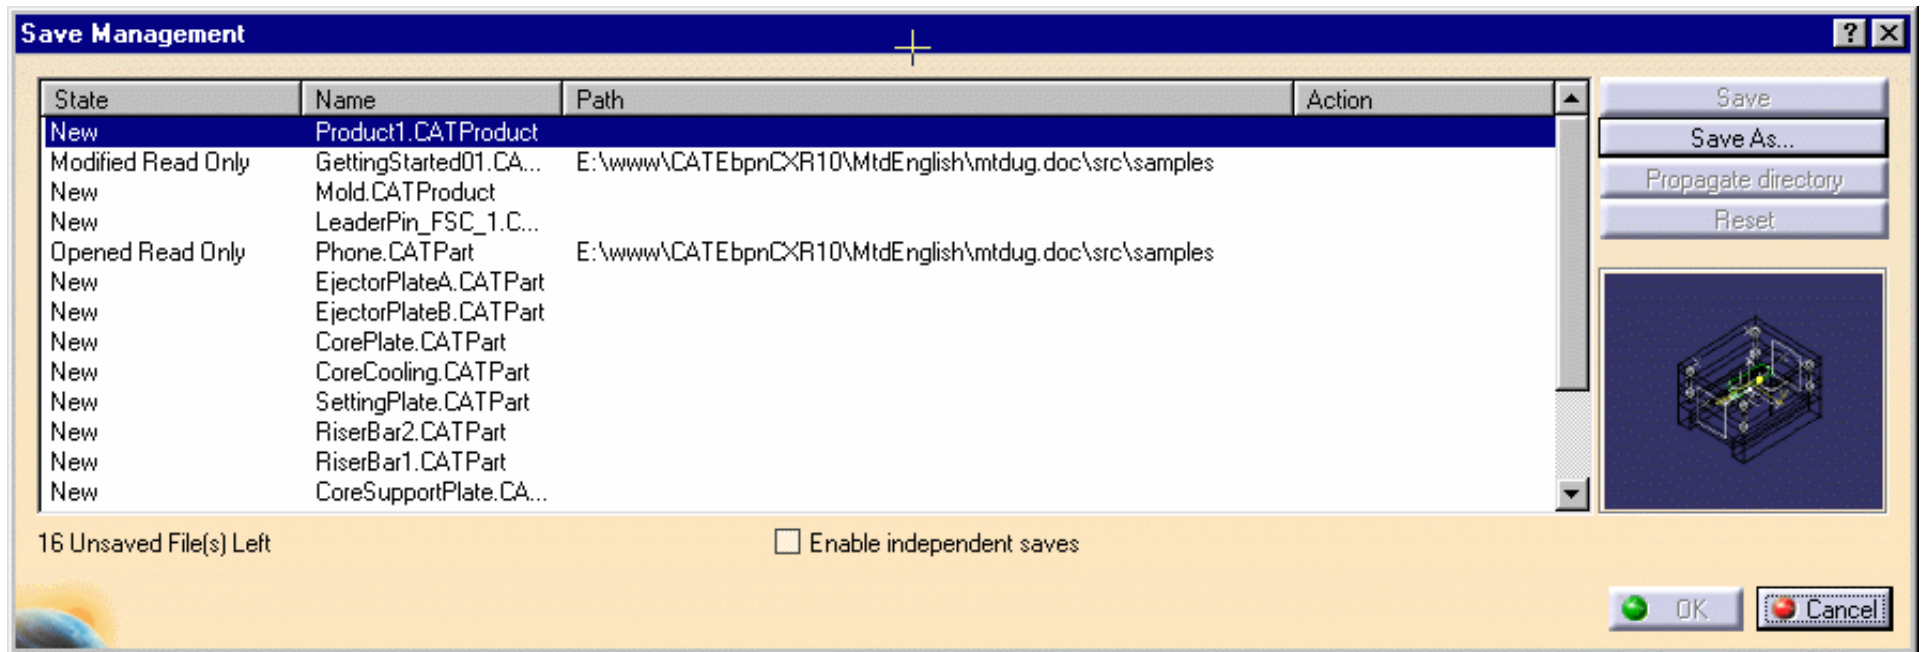 Save Management ?
State Name Path Action
New Product1.CATProduct
Modified Read Only GettingStarted01.CA... E:\www\CATEbpnCXR10\MtdEnglish\mtdug.doc\src\samples
New Mold.CATProduct
New LeaderPin_FSC_1.C...
Opened Read Only Phone.CATPart E:\www\CATEbpnCXR10\MtdEnglish\mtdug.doc\src\samples
New EjectorPlateA.CATPart
New EjectorPlateB.CATPart
New CorePlate.CATPart
New CoreCooling.CATPart
New SettingPlate.CATPart
New RiserBar2.CATPart
New RiserBar1.CATPart
New CoreSupportPlate.CA...
Save
Save As...
Propagate directory
Reset
16 Unsaved File(s) Left Enable independent saves
OK Cancel